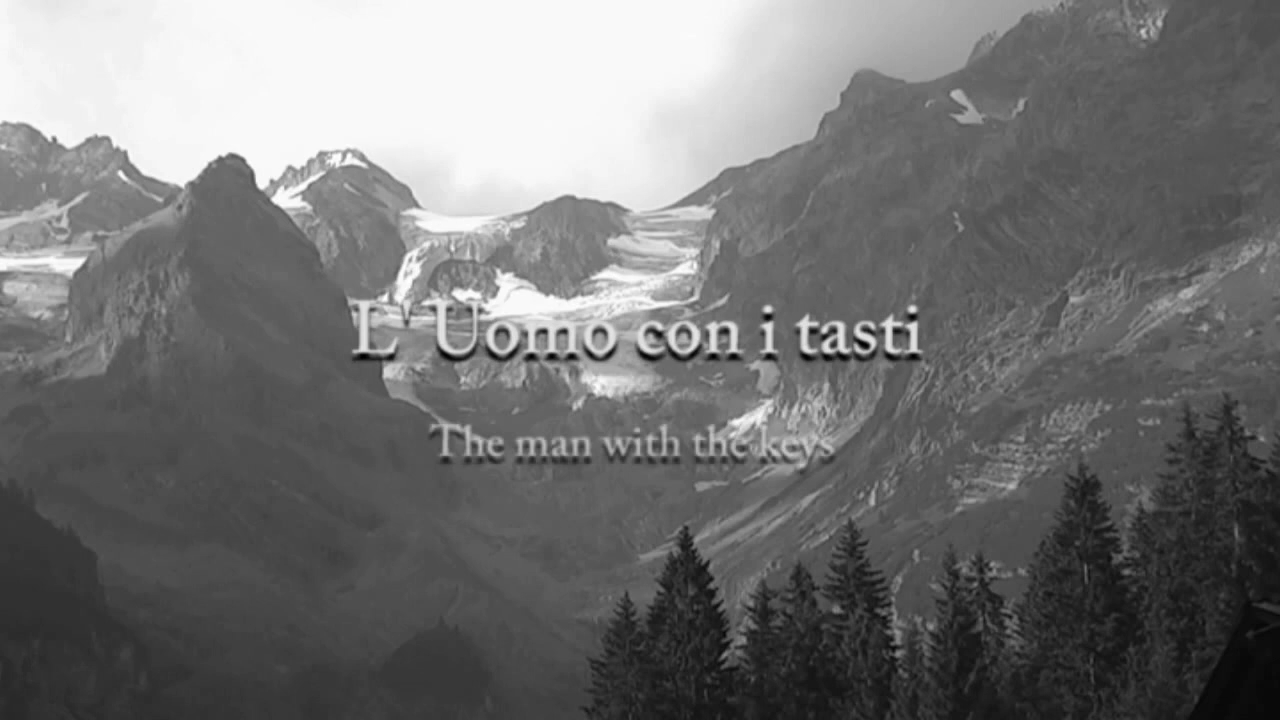 L' Uomo con i tasti
The man with the keys